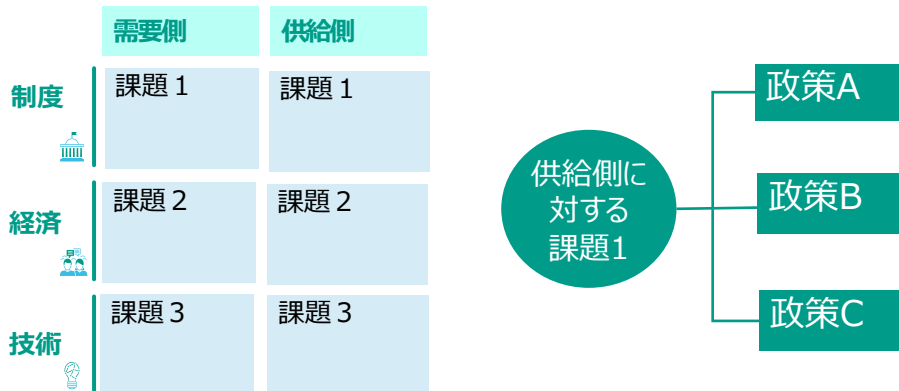 需要側
供給側
制度
課題１
課題１
経済
課題２
課題２
技術
課題３
課題３
供給側に
対する
課題1
政策A
政策B
政策C